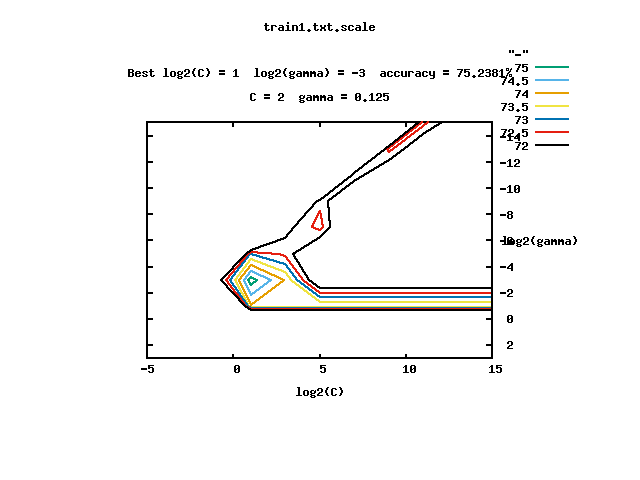 train1.txt.scale
"-"
Best log2(C) = 1  log2(gamma) = -3  accuracy = 75.2381%
75
74.5
C = 2  gamma = 0.125
74
73.5
73
72.5
-14
72
-12
-10
-8
-6
log2(gamma)
-4
-2
0
2
-5 0 5 10 15
log2(C)